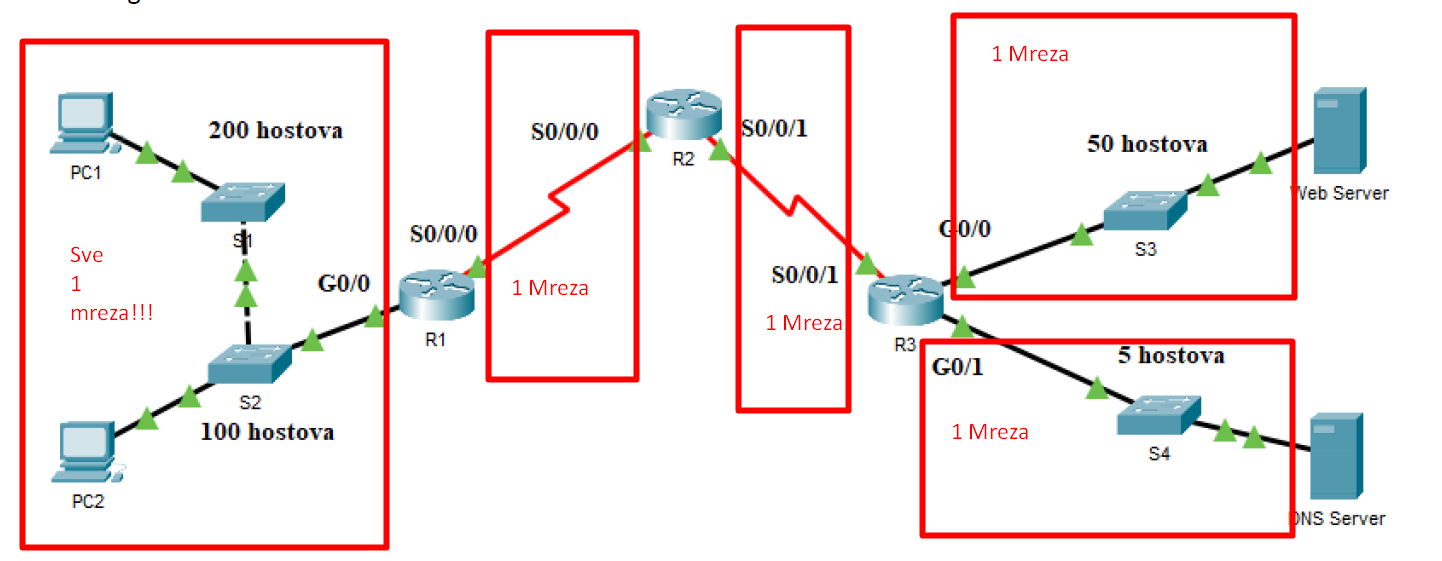 PC1
200 hostova
S1
Sve
1
mreza!!!
G0/0
S2
100 hostova
PC2
S0/0/0
R1
S0/0/0
1 Mreza
R2
S0/0/1
S0/0/1
1 Mreza
1 Mreza
50 hostova
Web Server
S3
G0/0
R3
G0/1
5 hostova
1 Mreza
S4
DNS Server